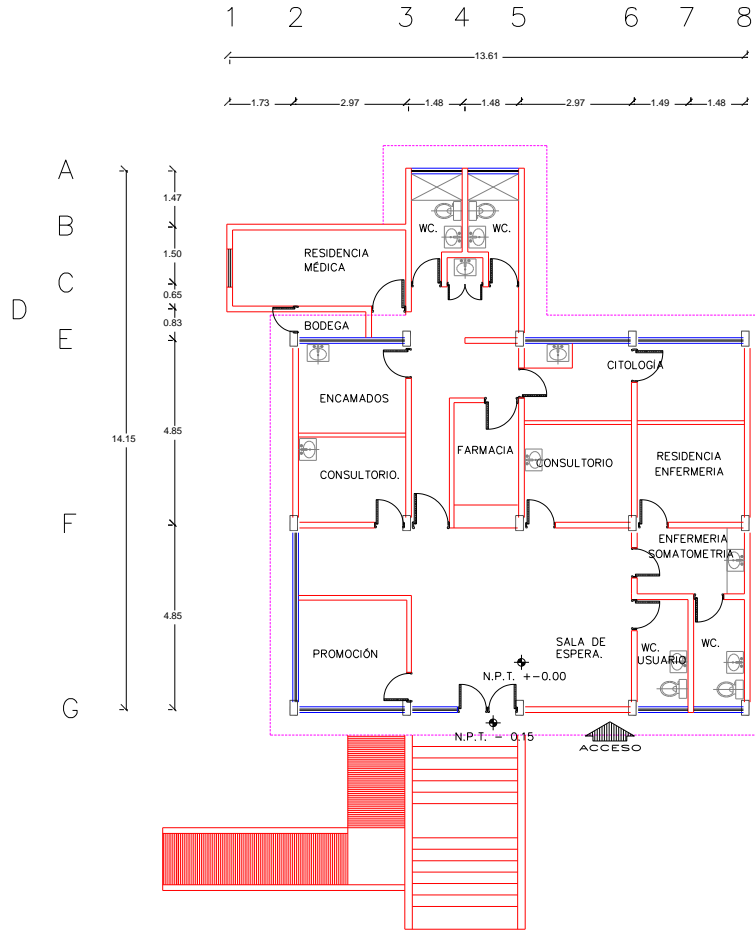 1 2 3 4 5 6 7 8
13.61
1.73 2.97 1.48 1.48 2.97 1.49 1.48
A
1.47
B
WC. WC.
1.50
RESIDENCIA
MÉDICA
C
0.65
D
0.83
BODEGA
E
CITOLOGÍA
ENCAMADOS
14.15
4.85
FARMACIA
CONSULTORIO.
CONSULTORIO
RESIDENCIA
ENFERMERIA
F
ENFERMERIA
SOMATOMETRIA
4.85
PROMOCIÓN
SALA DE
ESPERA.
WC.
USUARIO
WC.
N.P.T. +-0.00
G
N.P.T. - 0.15
ACCESO